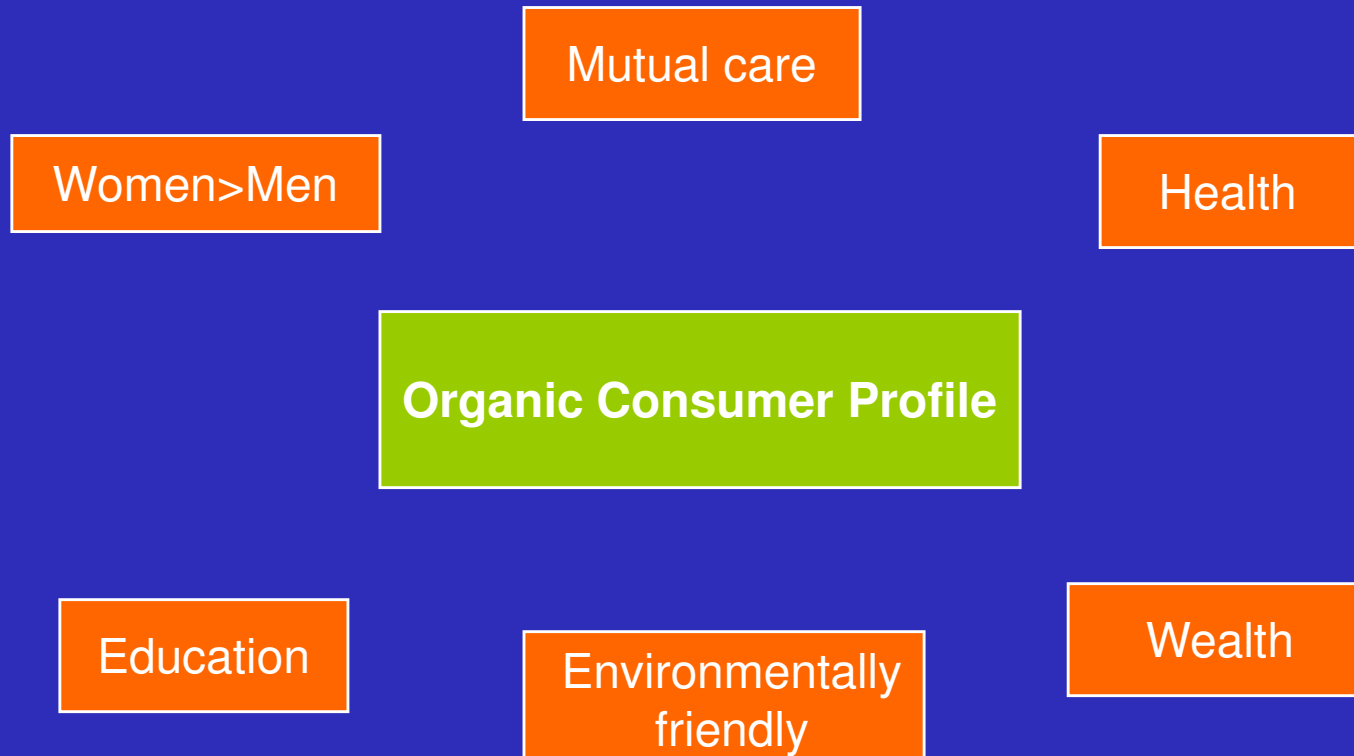 Mutual care
Women>Men
Health
Organic Consumer Profile
Education
Environmentally
friendly
Wealth